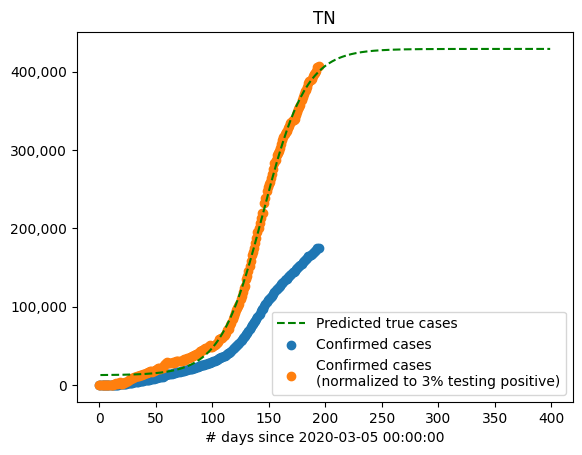 TN
400,000
300,000
200,000
100,000
0
Predicted true cases
Confirmed cases
Confirmed cases
(normalized to 3% testing positive)
0 50 100 150 200 250 300 350 400
# days since 2020-03-05 00:00:00